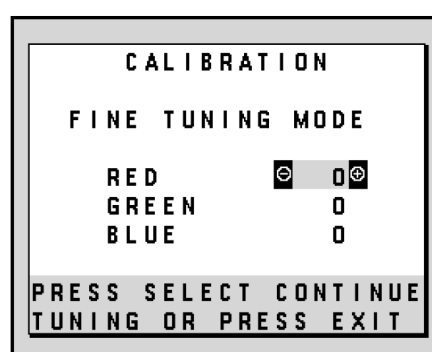 CALIBRATION
FINE TUNING MODE
RED ⊖ 0 ⊕
GREEN 0
BLUE 0
PRESS SELECT CONTINUE
TUNING OR PRESS EXIT